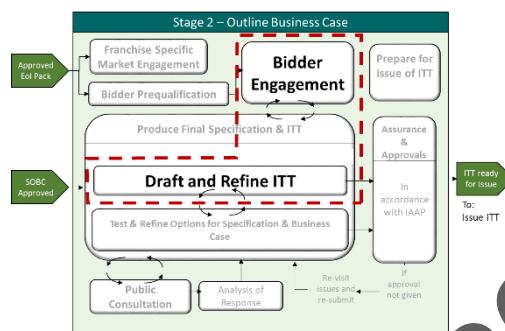 Stage 2 – Outline Business Case
Approved
EoI Pack
Franchise Specific
Market Engagement
Bidder Prequalification
Bidder
Engagement
Prepare for
issue of ITT
Produce Final Specification & ITT
Assurance
&
Approvals
In
accordance
with IAAP
SOBC
Approved
Draft and Refine ITT
ITT ready
for Issue
To:
Issue ITT
Test & Refine Options for Specification & Business
Case
Public
Consultation
Analysis of
Response
Re-visit
issues and
re-submit
If
approval
not given